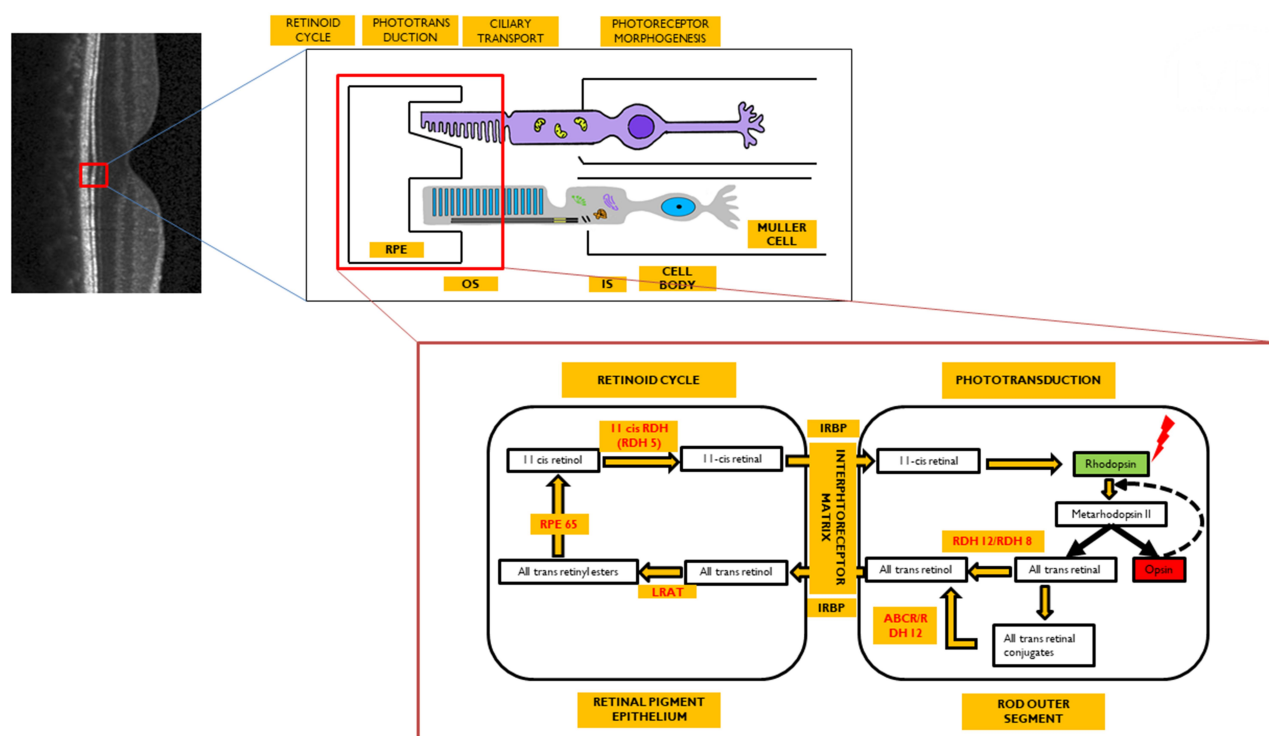 RETINOID
CYCLE
PHOTOTRANS
DUCTION
CILIARY
TRANSPORT
PHOTORECEPTOR
MORPHOGENESIS
RPE
MULLER
CELL
OS
IS
CELL
BODY
RETINOID CYCLE
PHOTOTRANSDUCTION
11 cis RDH
(RDH 5)
11 cis retinol
11-cis retinal
IRBP
INTERPHTORECEPTOR
MATRIX
11-cis retinal
Rhodopsin
Metarhodopsin II
RPE 65
RDH 12/RDH 8
All trans retinyl esters
All trans retinol
All trans retinol
All trans retinal
Opsin
LRAT
IRBP
ABCR/R
DH 12
All trans retinal
conjugates
RETINAL PIGMENT
EPITHELIUM
ROD OUTER
SEGMENT